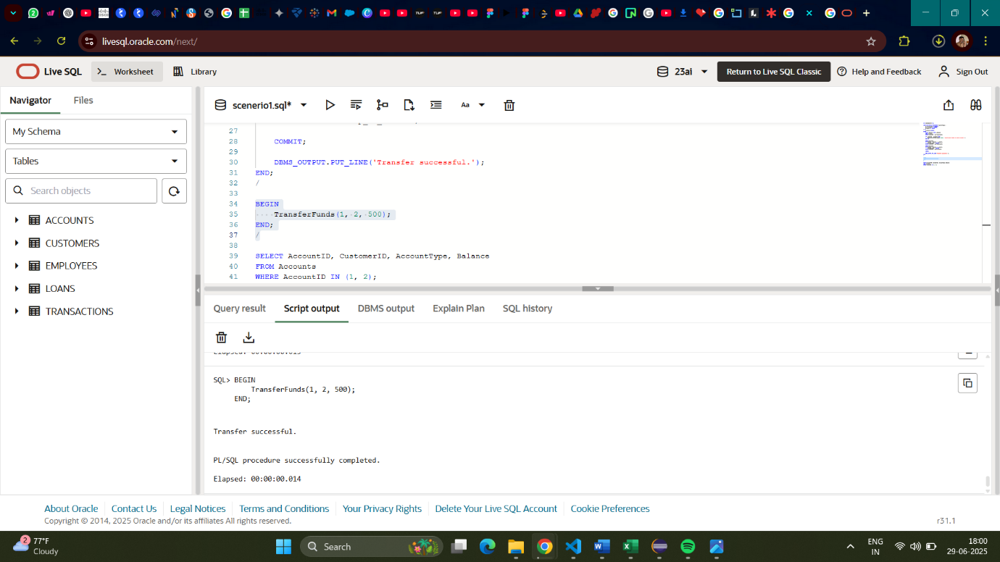 livesql.oracle.com/next/
Live SQL
Worksheet
Library
23ai
Return to Live SQL Classic
Help and Feedback
Sign Out
Navigator
Files
My Schema
Tables
Search objects
ACCOUNTS
CUSTOMERS
EMPLOYEES
LOANS
TRANSACTIONS
scenerio1.sql*
Aa
27
28 COMMIT;
29
30 DBMS_OUTPUT.PUT_LINE('Transfer successful.');
31 END;
32 /
33
34 BEGIN
35 TransferFunds(1, 2, 500);
36 END;
37 /
38
39 SELECT AccountID, CustomerID, AccountType, Balance
40 FROM Accounts
41 WHERE AccountID IN (1, 2);
Query result
Script output
DBMS output
Explain Plan
SQL history
SQL> BEGIN
TransferFunds(1, 2, 500);
END;
Transfer successful.
PL/SQL procedure successfully completed.
Elapsed: 00:00:00.014
About Oracle
Contact Us
Legal Notices
Terms and Conditions
Your Privacy Rights
Delete Your Live SQL Account
Cookie Preferences
Copyright © 2014, 2025 Oracle and/or its affiliates All rights reserved.
r31.1
2
77°F
Cloudy
Search
ENG
IN
18:00
29-06-2025